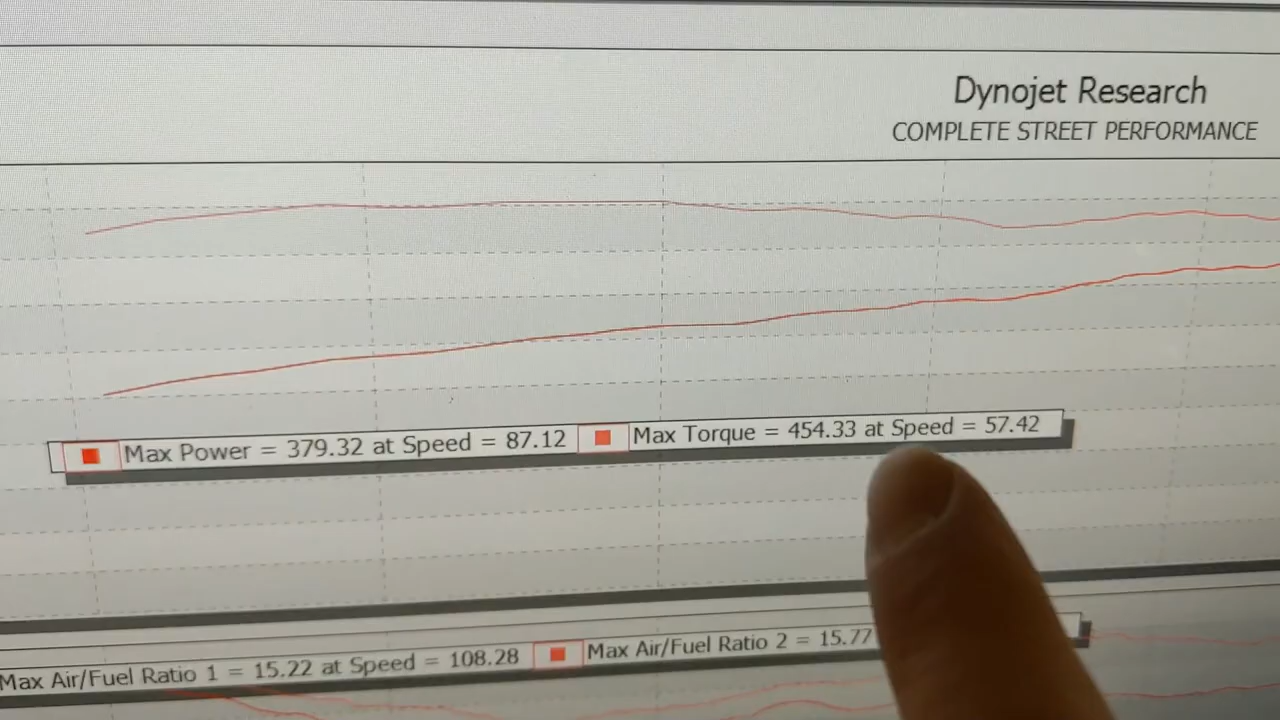 Dynojet Research
COMPLETE STREET PERFORMANCE
Max Power = 379.32 at Speed = 87.12 Max Torque = 454.33 at Speed = 57.42
Max Air/Fuel Ratio 1 = 15.22 at Speed = 108.28 Max Air/Fuel Ratio 2 = 15.77